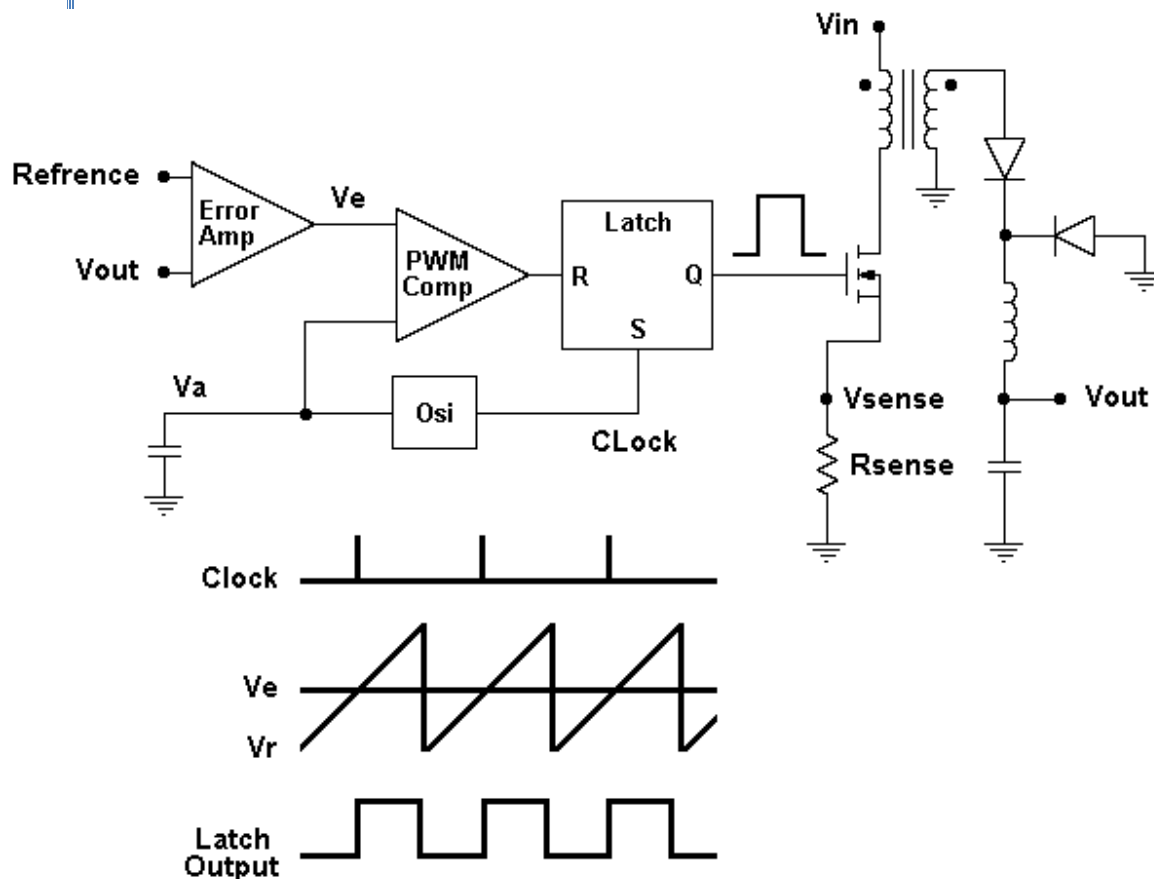 Vin
Refrence
Ve
Error
Amp
Latch
Vout
PWM
Comp
R
Q
S
Va
Osi
CLock
Vsense
Vout
Rsense
Clock
Ve
Vr
Latch
Output